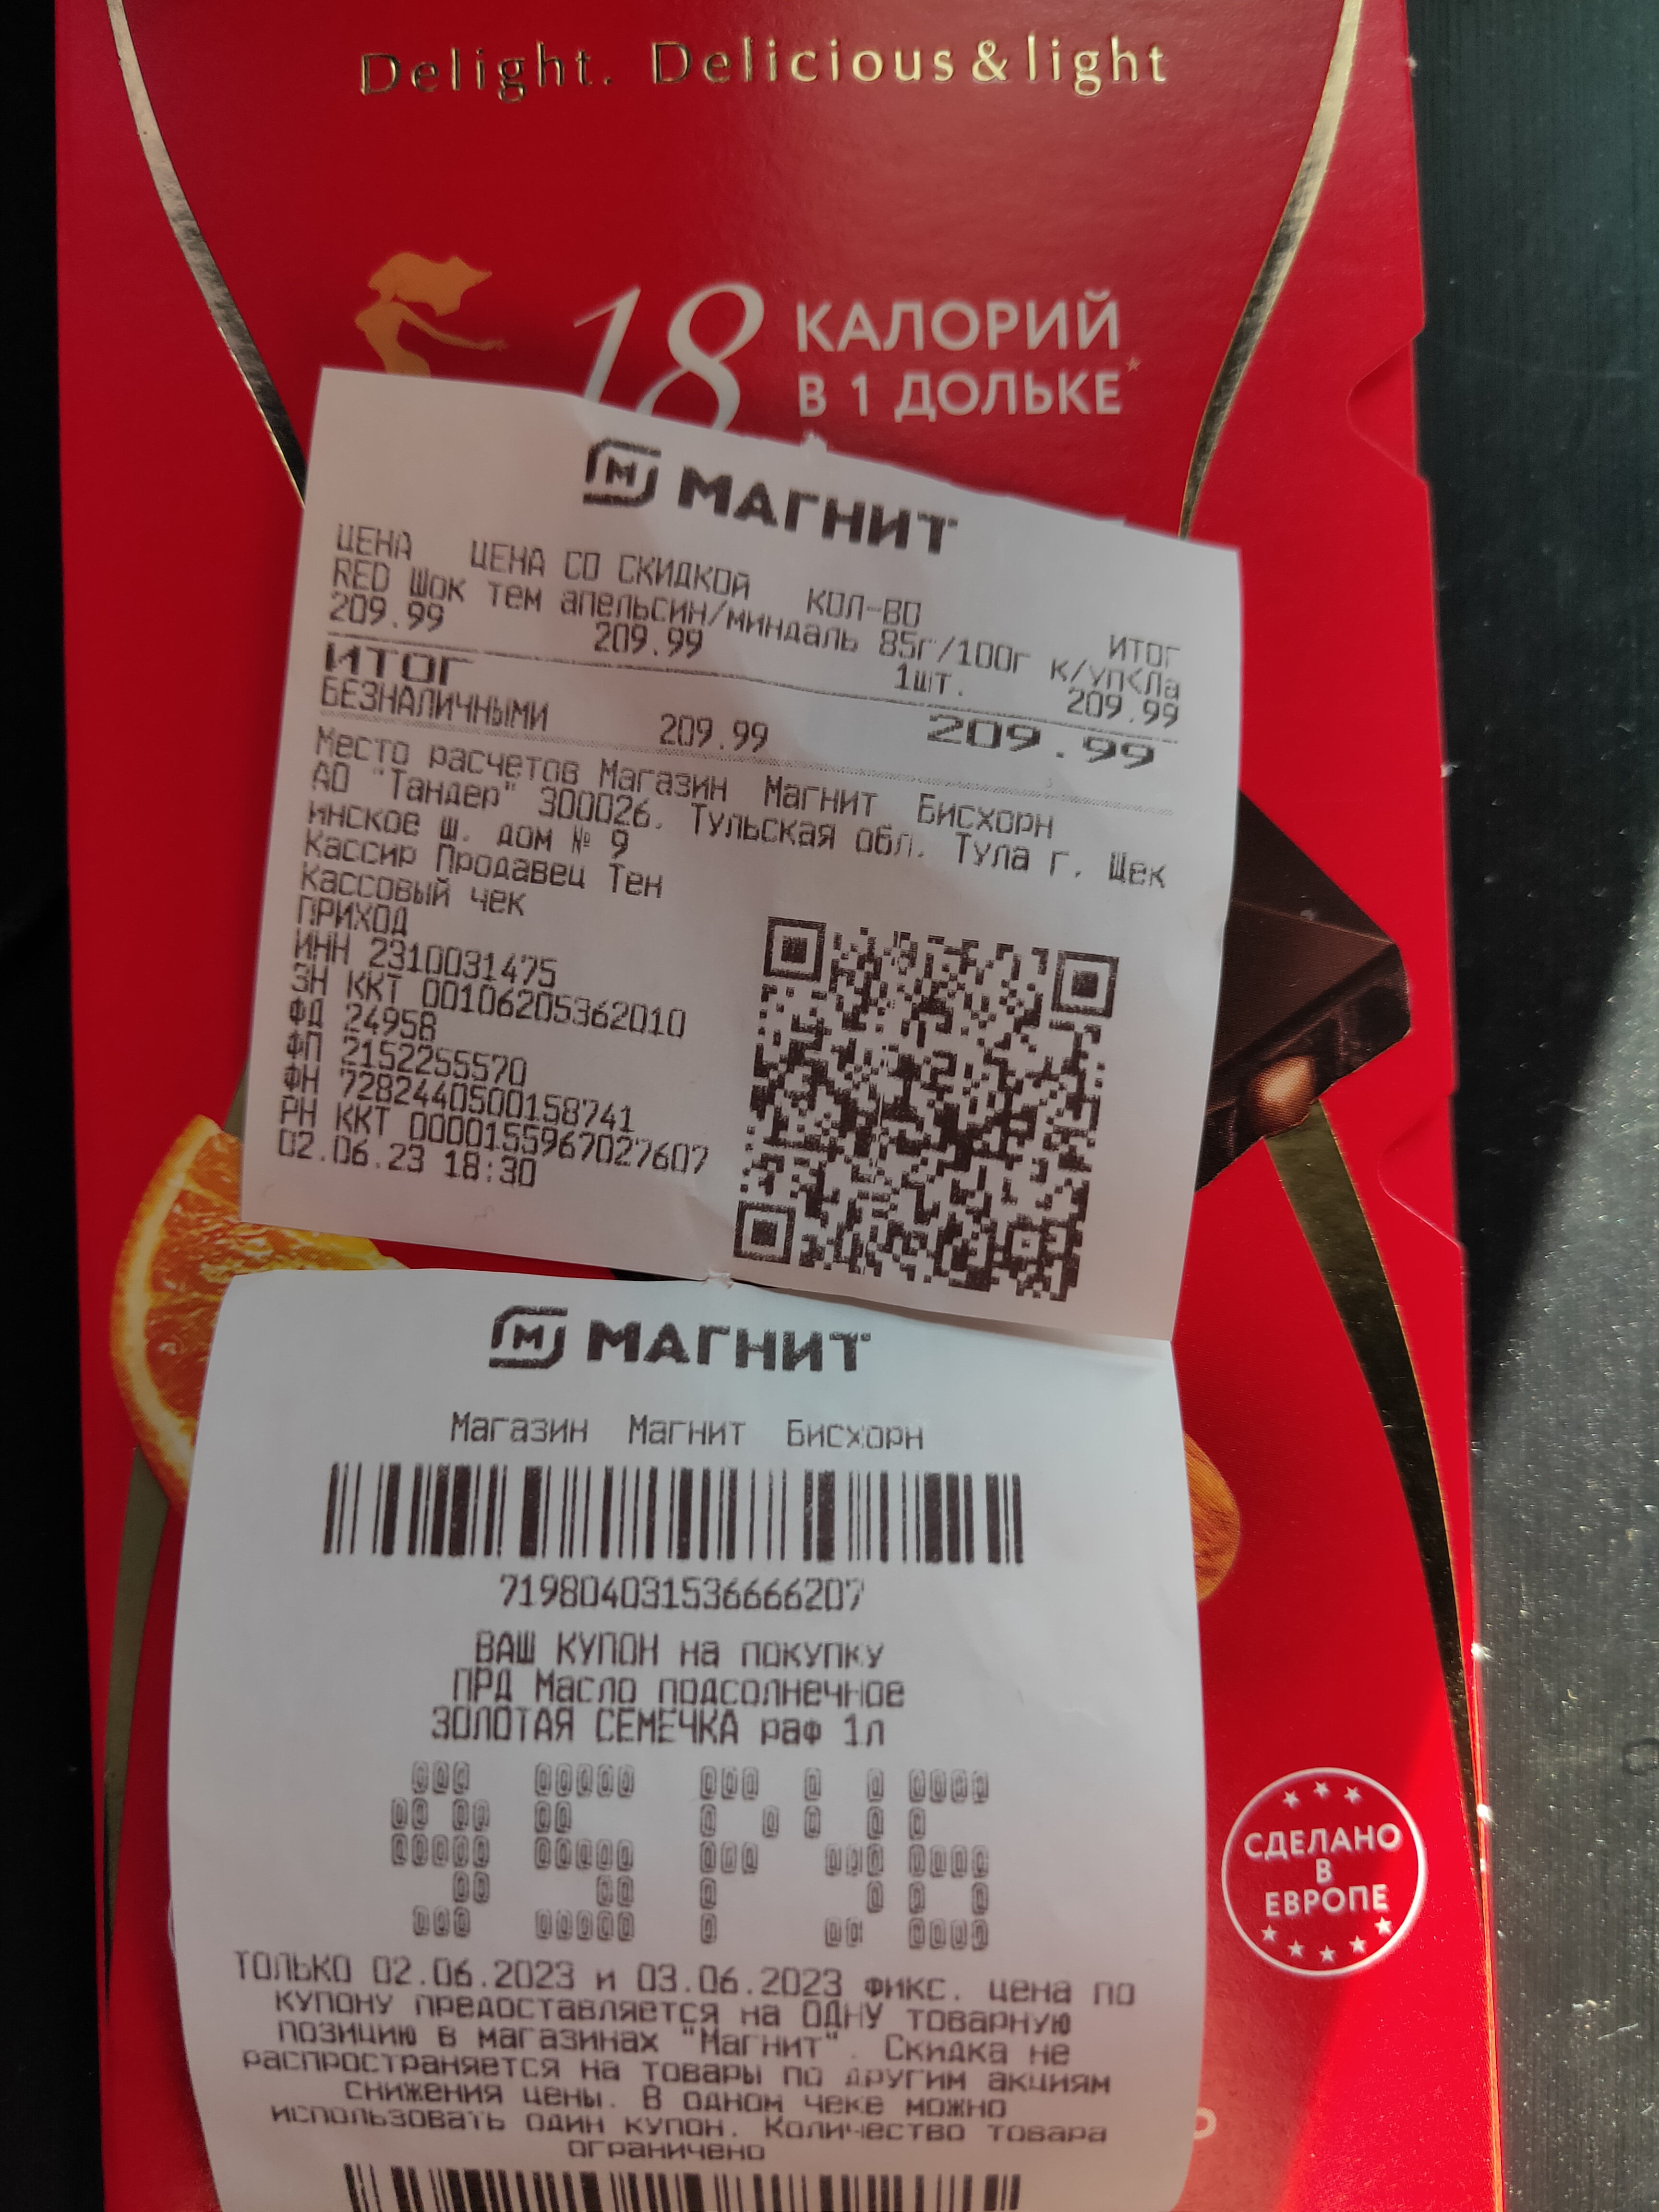 Delight. Delicious & light
18 КАЛОРИЙ
В 1 ДОЛЬКЕ*
М МАГНИТ
ЦЕНА ЦЕНА СО СКИДКОЙ КОЛ-ВО ИТОГ
RED Шок тем апельсин/миндаль 85г/100г к/уп<Ла
209.99 209.99 1шт. 209.99
ИТОГ 209.99
БЕЗНАЛИЧНЫМИ 209.99
Место расчетов Магазин Магнит Бисхорн
АО "Тандер" 300026, Тульская обл, Тула г, Щек
инское ш. дом № 9
Кассир Продавец Тен
Кассовый чек
ПРИХОД
ИНН 2310031475
ЗН ККТ 00106205362010
ФД 24958
ФП 2152255570
ФН 7282440500158741
РН ККТ 0000155967027607
02.06.23 18:30
М МАГНИТ
Магазин Магнит Бисхорн
719804031536666207
ВАШ КУПОН на покупку
ПРД Масло подсолнечное
ЗОЛОТАЯ СЕМЕЧКА раф 1л
95РУБ
ТОЛЬКО 02.06.2023 и 03.06.2023 фикс. цена по
купону предоставляется на ОДНУ товарную
позицию в магазинах "Магнит". Скидка не
распространяется на товары по другим акциям
снижения цены. В одном чеке можно
использовать один купон. Количество товара
ограничено
СДЕЛАНО
В
ЕВРОПЕ